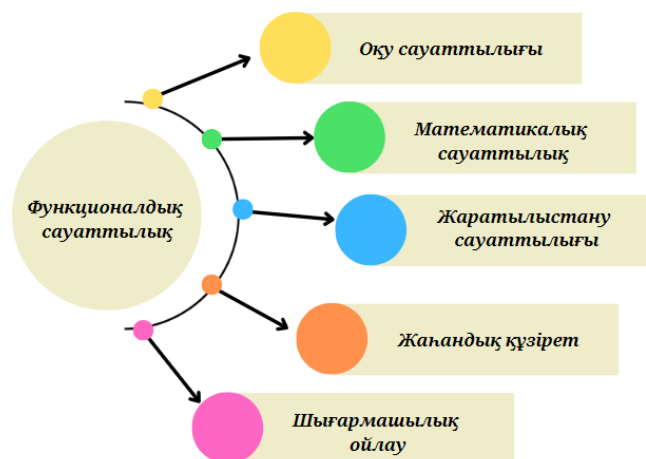 Функционалдық
сауаттылық
Оқу сауаттылығы
Математикалық
сауаттылық
Жаратылыстану
сауаттылығы
Жаһандық құзірет
Шығармашылық
ойлау